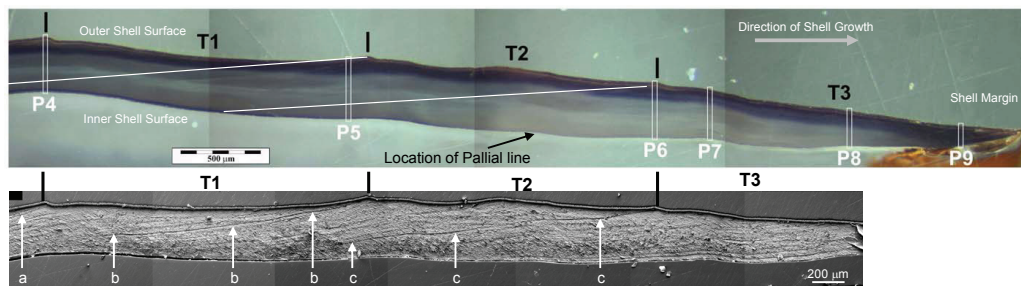 Outer Shell Surface
T1
T2
Direction of Shell Growth
T3
Shell Margin
P4
Inner Shell Surface
P5
Location of Pallial line
P6
P7
P8
P9
500 µm
T1
T2
T3
a
b
b
b
c
c
c
200 µm